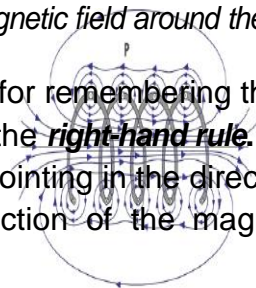 gnetic field around the
P
for remembering th
the right-hand rule.
ointing in the direc
ction of the mag